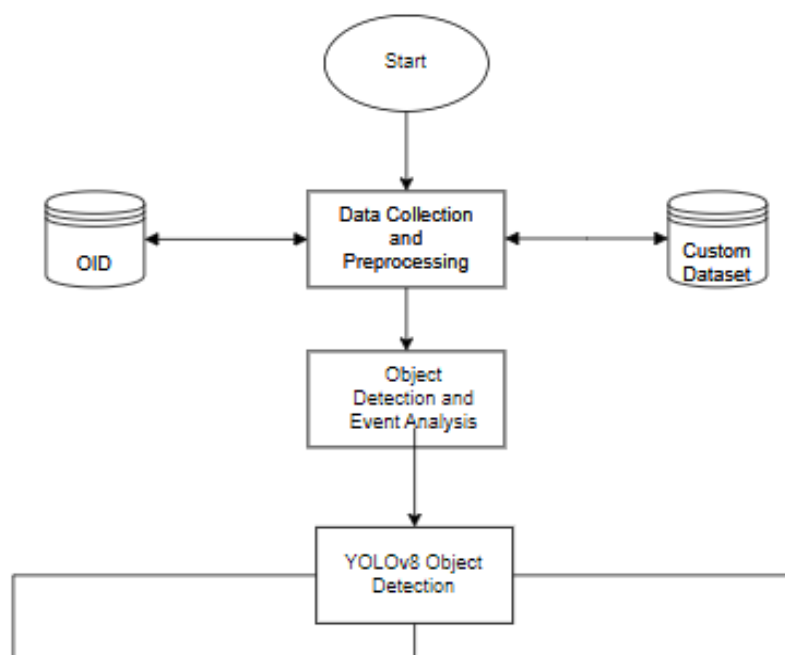 Start
Data Collection
and
Preprocessing
OID
Custom
Dataset
Object
Detection and
Event Analysis
YOLOv8 Object
Detection